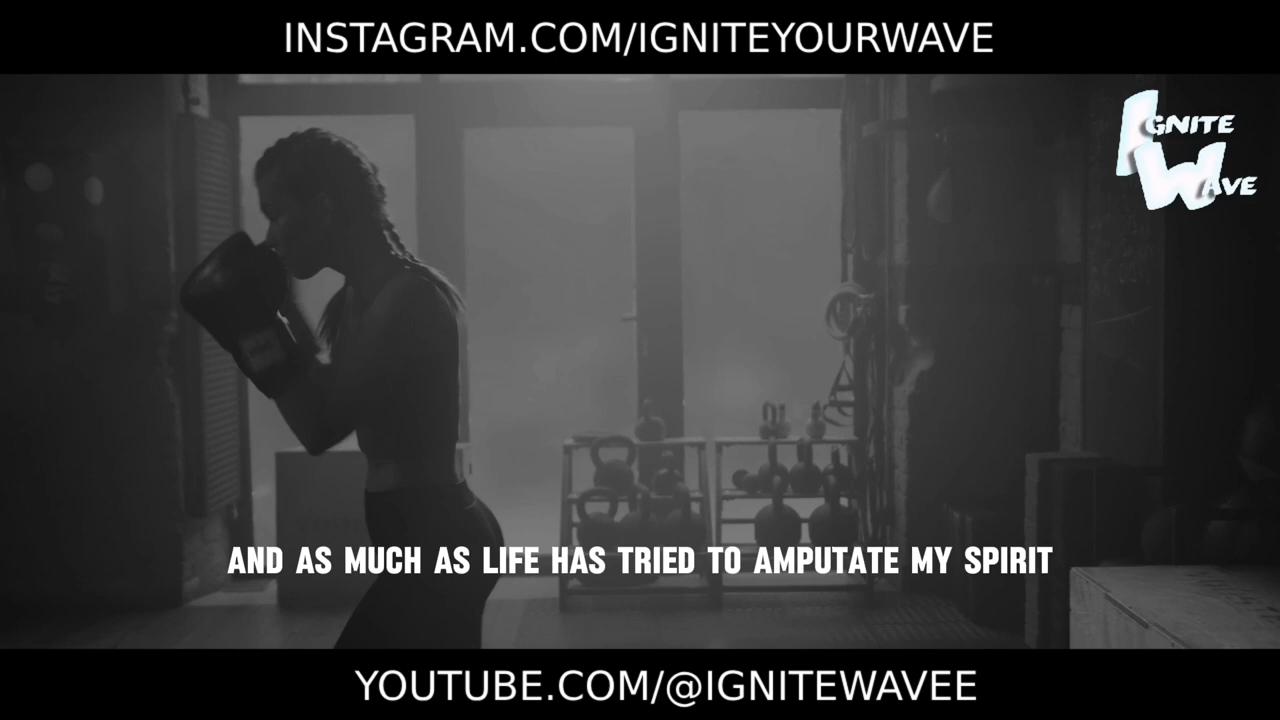 INSTAGRAM.COM/IGNITEYOURWAVE
IGNITE
WAVE
AND AS MUCH AS LIFE HAS TRIED TO AMPUTATE MY SPIRIT
YOUTUBE.COM/@IGNITEWAVEE